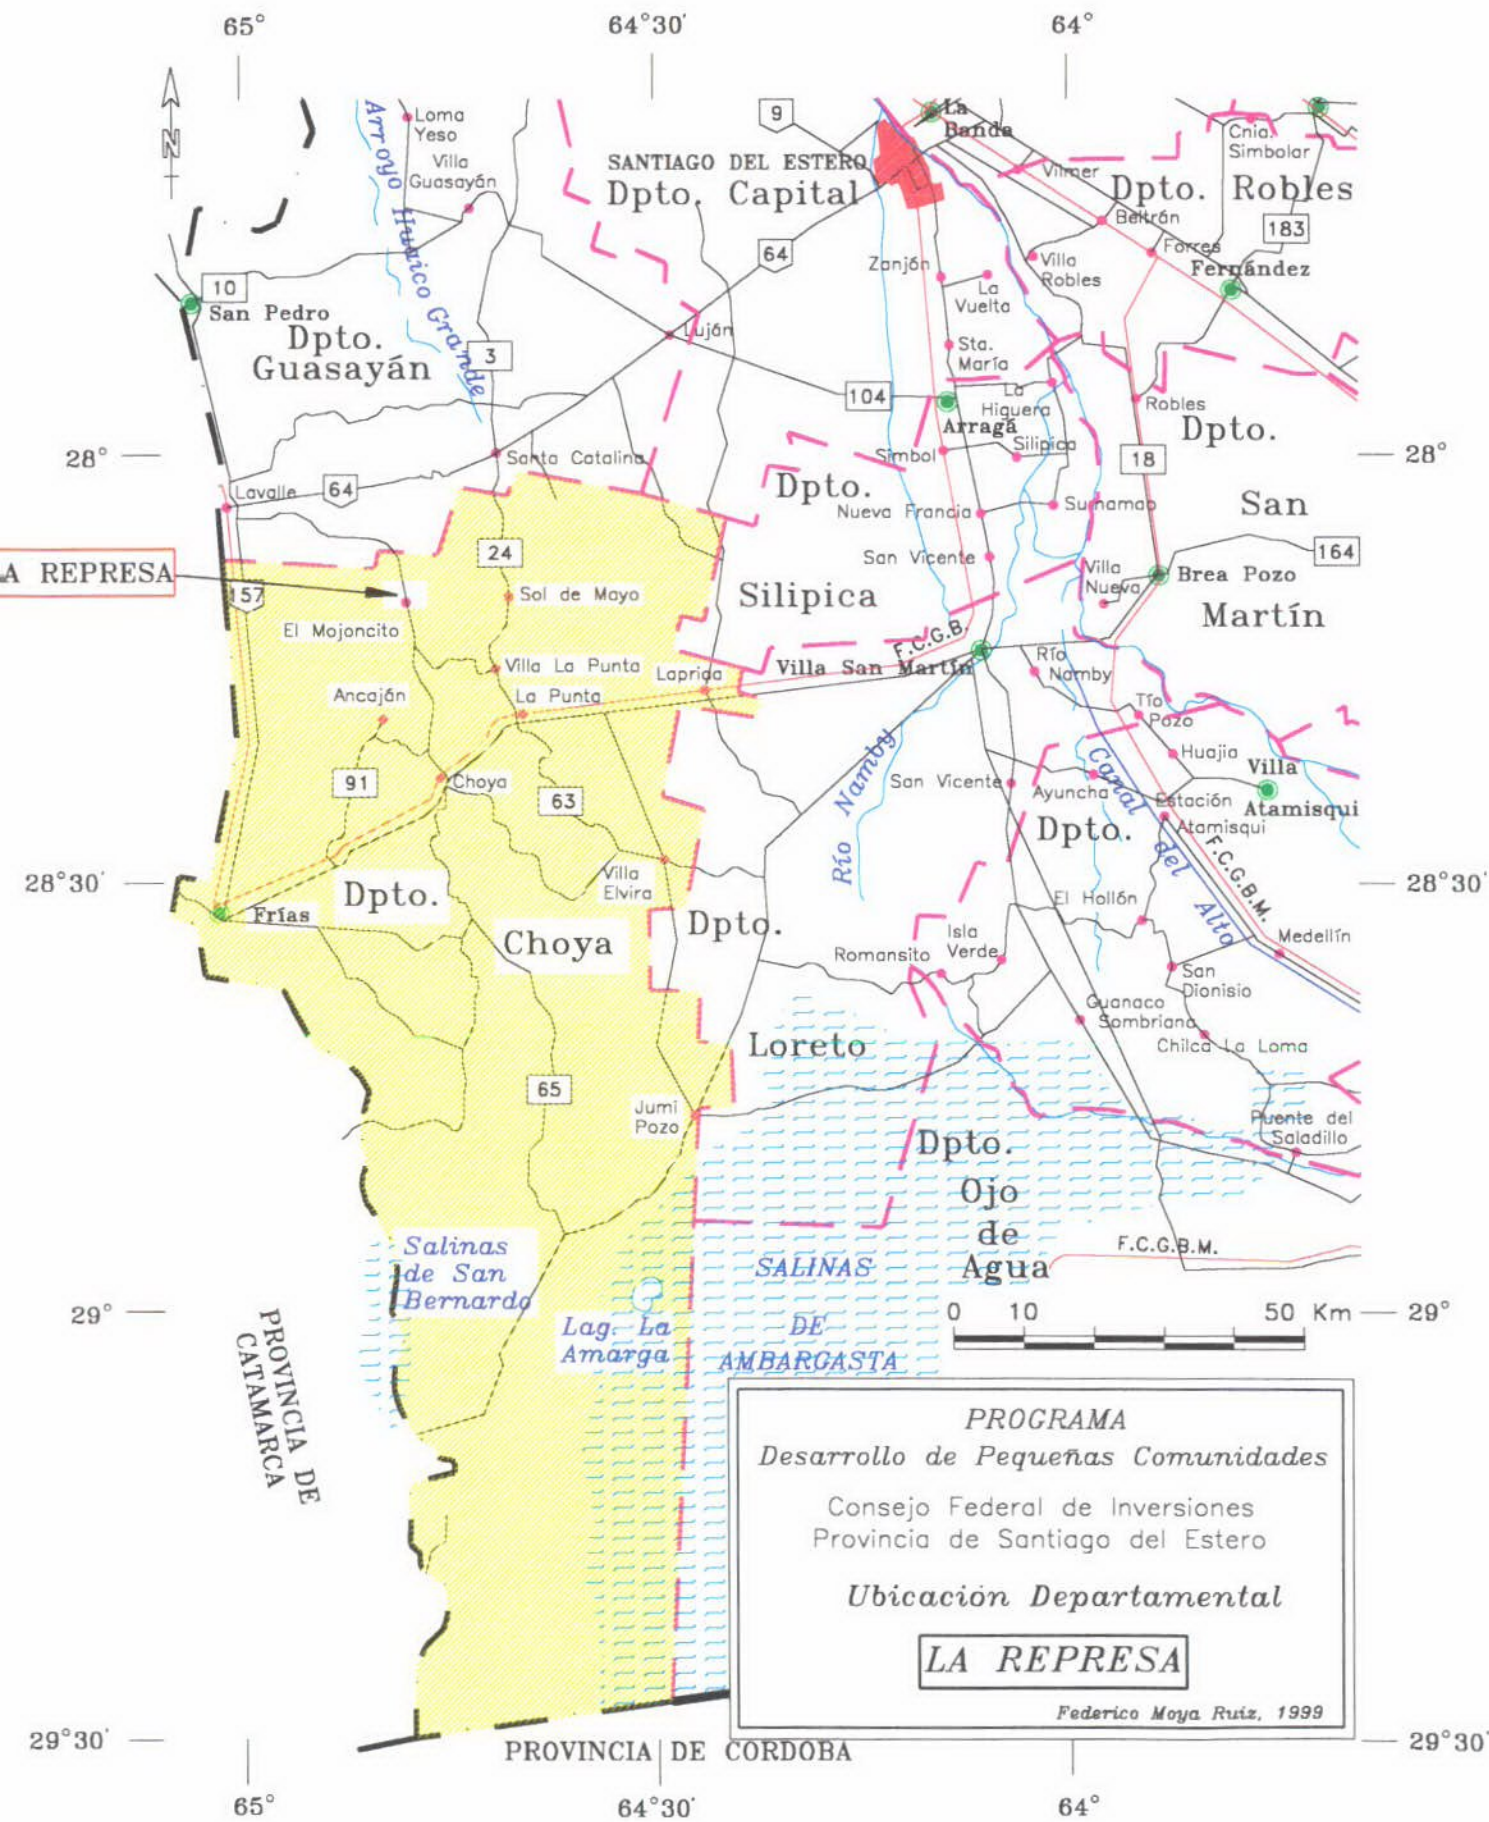 65°
64°30'
64°
N
Loma
Yeso
Villa
Guasayán
Arroyo Huaico Grande
9
La
Banda
Cnia.
Simbolar
SANTIAGO DEL ESTERO
Dpto. Capital
Vilmer
Dpto. Robles
Beltrán
183
64
Forres
Fernández
Zanjón
La
Vuelta
Villa
Robles
10
San Pedro
Dpto.
Guasayán
3
Luján
Sta.
María
104
La
Higuera
Arragá
Robles
Dpto.
28°
Santa Catalina
Simbol
Silipica
18
28°
Lavalle
64
Dpto.
Nueva Francia
Sumamao
San
24
San Vicente
Villa
Nueva
164
Brea Pozo
A REPRESA
157
Sol de Mayo
Silipica
Martín
El Mojoncito
F.C.G.B.
Villa La Punta
Laprida
Villa San Martín
Río
Namby
Ancaján
La Punta
Tío
Pozo
Huajia
91
Choya
63
Río Namby
San Vicente
Ayuncha
Canal del Alto
Villa
Atamisqui
Estación
Atamisqui
Dpto.
F.C.G.B.M.
28°30'
Villa
Elvira
28°30'
Frías
Dpto.
Choya
Dpto.
El Hollón
Isla
Verde
Romansito
Medellín
San
Dionisio
Guanaco
Sombriana
Chilca La Loma
Loreto
65
Jumi
Pozo
Puente del
Saladillo
Dpto.
Ojo
de
Agua
F.C.G.B.M.
Salinas
de San
Bernardo
SALINAS
DE
AMBARGASTA
Lag. La
Amarga
29°
0 10 50 Km
29°
PROVINCIA DE
CATAMARCA
PROGRAMA
Desarrollo de Pequeñas Comunidades
Consejo Federal de Inversiones
Provincia de Santiago del Estero
Ubicación Departamental
LA REPRESA
Federico Moya Ruiz, 1999
29°30'
PROVINCIA DE CORDOBA
29°30'
65°
64°30'
64°